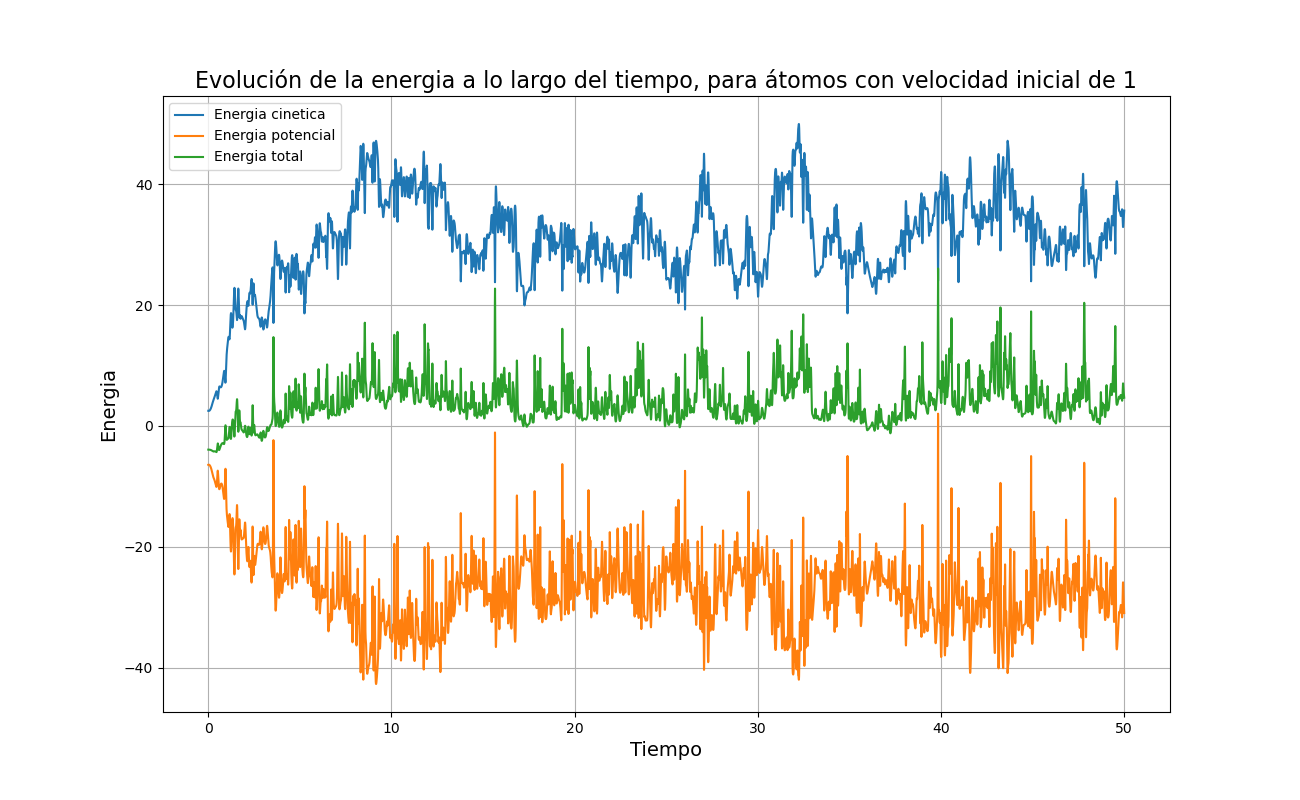 Evolución de la energia a lo largo del tiempo, para átomos con velocidad inicial de 1
Energia cinetica
Energia potencial
Energia total
Energia
40
20
0
−20
−40
0 10 20 30 40 50
Tiempo